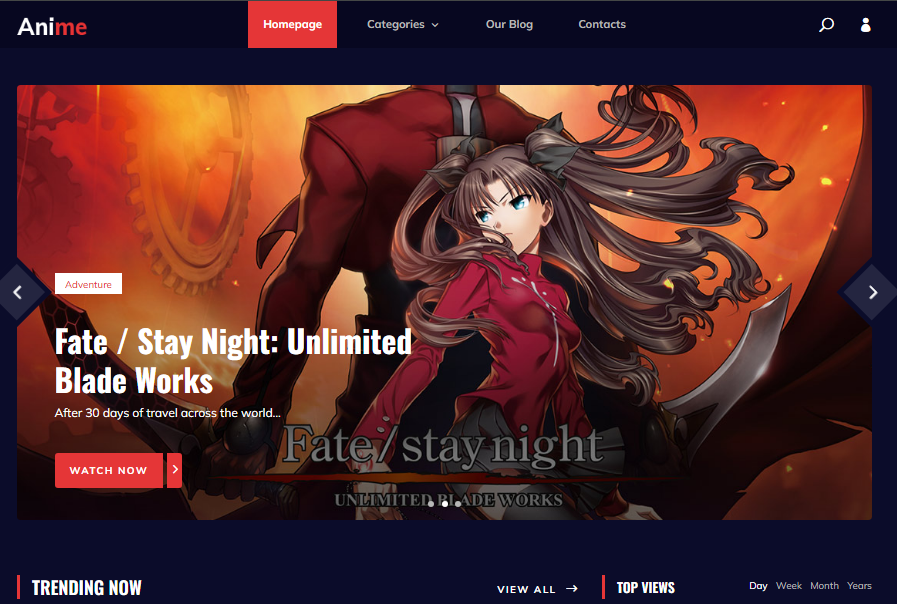 Anime
Homepage
Categories
Our Blog
Contacts
Adventure
Fate / Stay Night: Unlimited
Blade Works
After 30 days of travel across the world...
WATCH NOW
Fate/stay night
UNLIMITED BLADE WORKS
TRENDING NOW
VIEW ALL
TOP VIEWS
Day Week Month Years